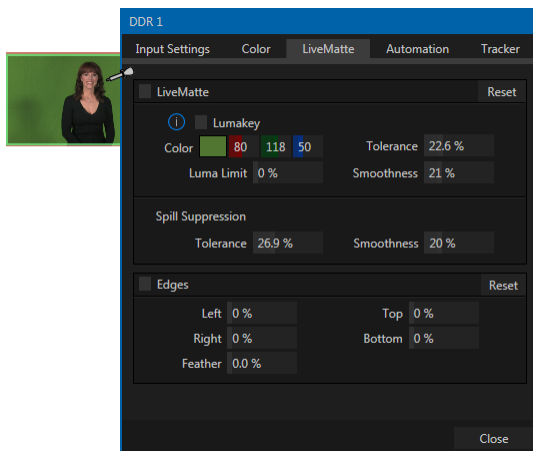 DDR 1
Input Settings Color LiveMatte Automation Tracker
LiveMatte Reset
i Lumakey
Color 80 118 50 Tolerance 22.6 %
Luma Limit 0 % Smoothness 21 %
Spill Suppression
Tolerance 26.9 % Smoothness 20 %
Edges Reset
Left 0 % Top 0 %
Right 0 % Bottom 0 %
Feather 0.0 %
Close